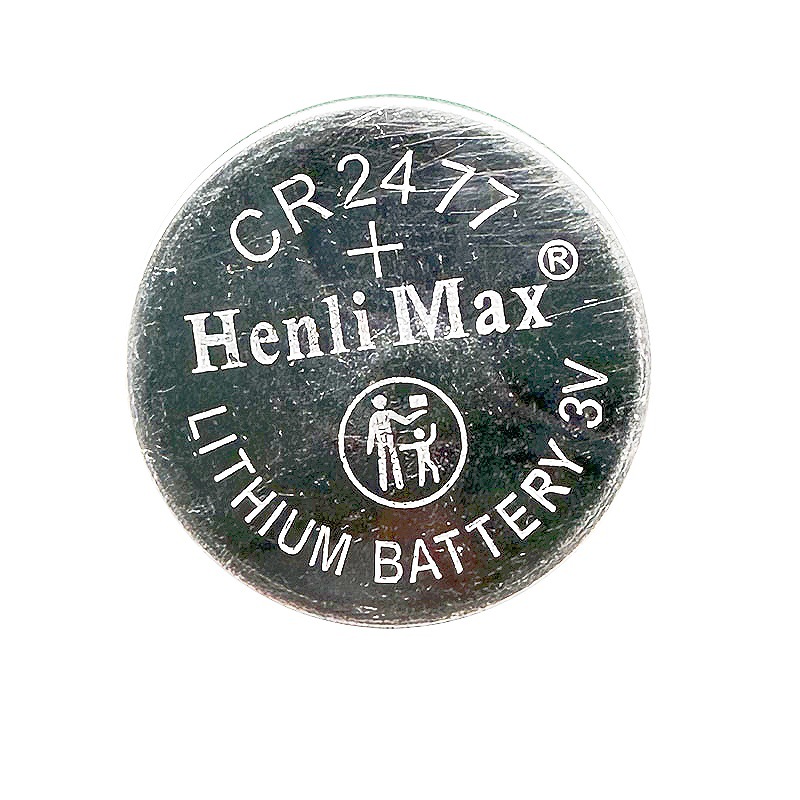 CR2477
+
Henli Max®
LITHIUM BATTERY 3V